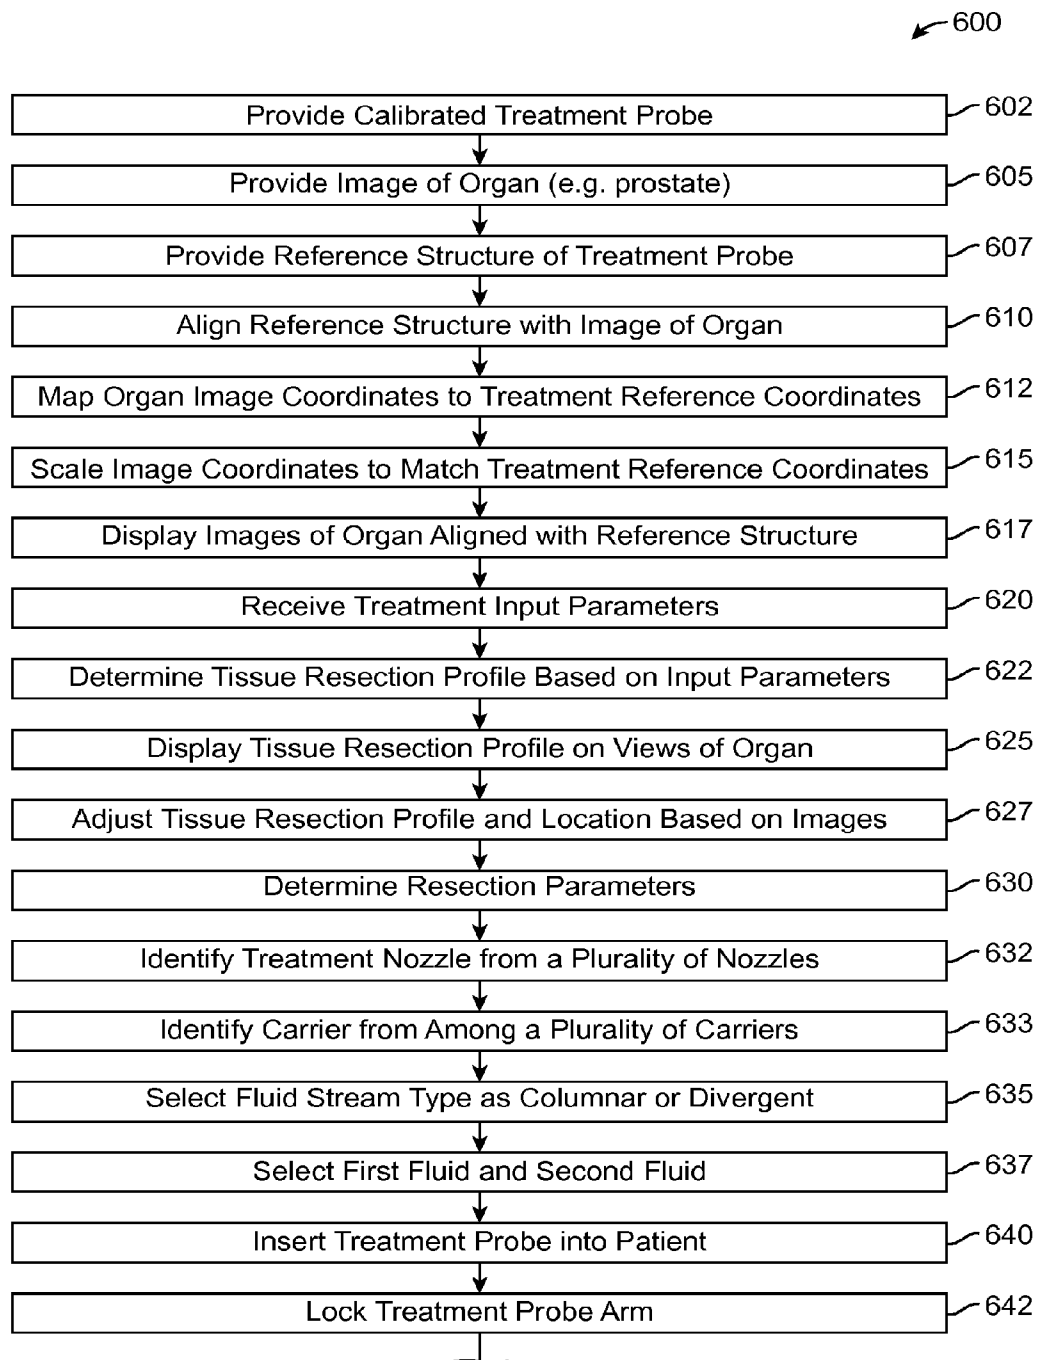 600
Provide Calibrated Treatment Probe 602
Provide Image of Organ (e.g. prostate) 605
Provide Reference Structure of Treatment Probe 607
Align Reference Structure with Image of Organ 610
Map Organ Image Coordinates to Treatment Reference Coordinates 612
Scale Image Coordinates to Match Treatment Reference Coordinates 615
Display Images of Organ Aligned with Reference Structure 617
Receive Treatment Input Parameters 620
Determine Tissue Resection Profile Based on Input Parameters 622
Display Tissue Resection Profile on Views of Organ 625
Adjust Tissue Resection Profile and Location Based on Images 627
Determine Resection Parameters 630
Identify Treatment Nozzle from a Plurality of Nozzles 632
Identify Carrier from Among a Plurality of Carriers 633
Select Fluid Stream Type as Columnar or Divergent 635
Select First Fluid and Second Fluid 637
Insert Treatment Probe into Patient 640
Lock Treatment Probe Arm 642